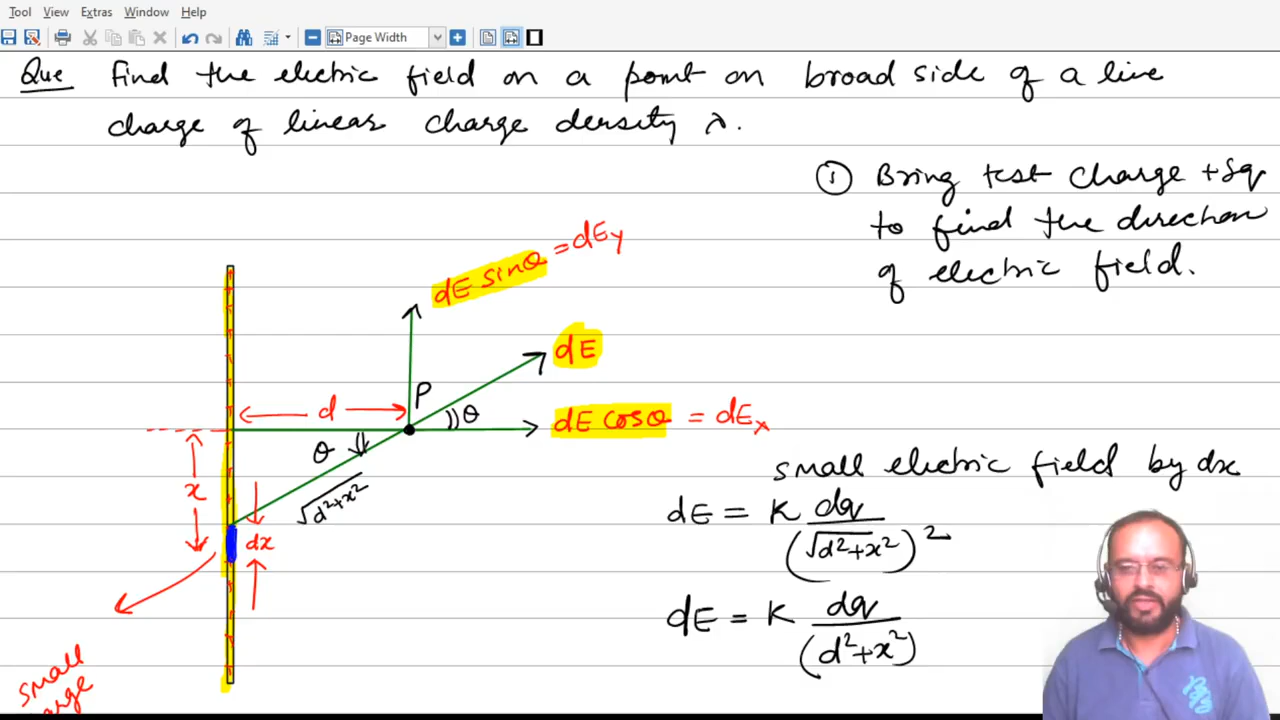 Tool View Extras Window Help
Page Width
Que Find the electric field on a point on broad side of a line
charge of linear charge density λ.
① Bring test charge +δq
to find the direction
of electric field.
dE sinθ = dEy
dE
P
d
θ
dE cosθ = dEx
θ
x
√d²+x²
dx
small electric field by dx
dE = K dq/(√d²+x²)²
dE = K dq/(d²+x²)
small